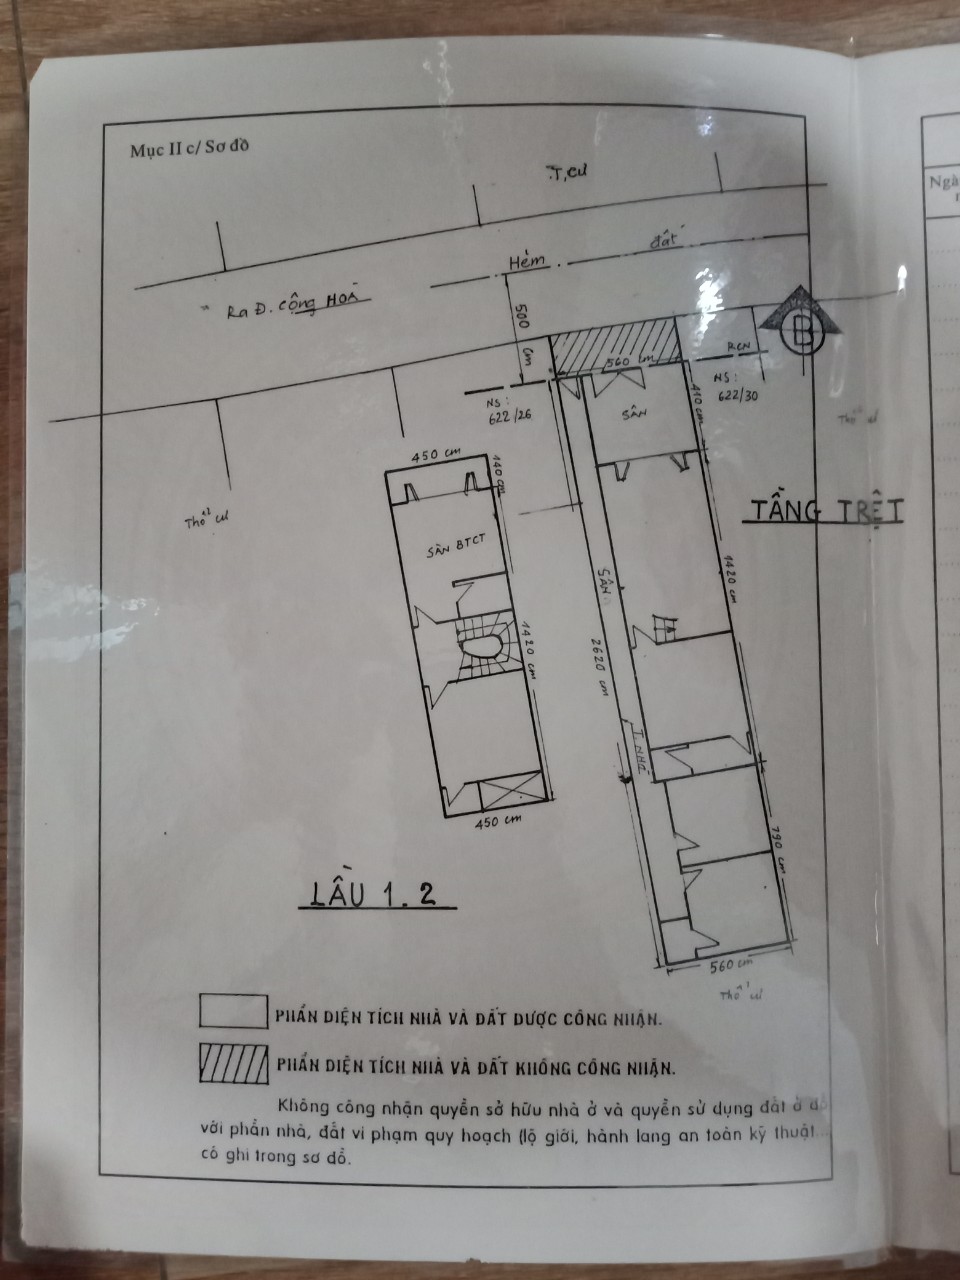 Mục II c/ Sơ đồ
T, Cư
đất
Hẻm
Ra Đ. CộNg HOÀ
500 cm
B
RCN
560 cm
NS:
622/26
NS:
622/30
SÂN
410 cm
Thổ cư
450 cm
140 cm
TẦNG TRỆT
Thổ cư
SÀN BTCT
SÂN
1420 cm
1420 cm
2620 cm
T. NHÀ
450 cm
790 cm
LẦU 1.2
560 cm
Thổ cư
PHẦN DIỆN TÍCH NHÀ VÀ ĐẤT ĐƯỢC CÔNG NHẬN.
PHẦN DIỆN TÍCH NHÀ VÀ ĐẤT KHÔNG CÔNG NHẬN.
Không công nhận quyền sở hữu nhà ở và quyền sử dụng đất ở
với phần nhà, đất vi phạm quy hoạch (lộ giới, hành lang an toàn kỹ thuật...
có ghi trong sơ đồ.